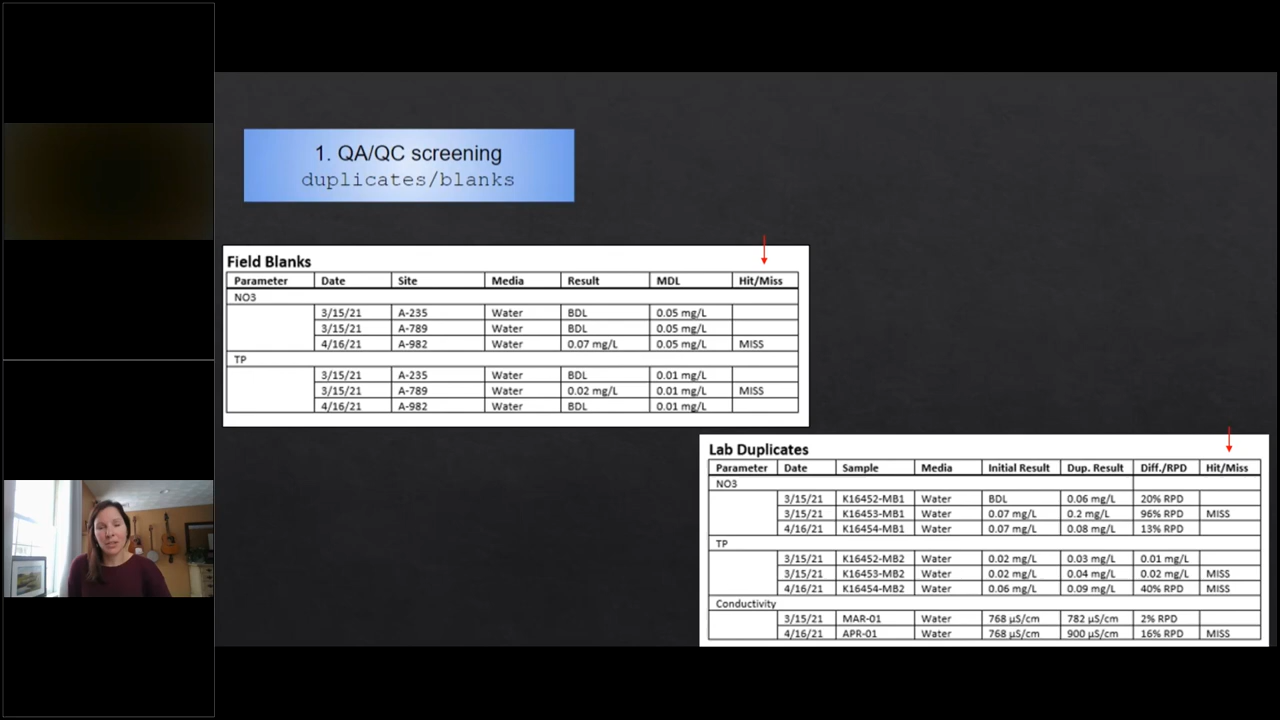 1. QA/QC screening
duplicates/blanks
Field Blanks
Parameter Date Site Media Result MDL Hit/Miss
NO3
3/15/21 A-235 Water BDL 0.05 mg/L
3/15/21 A-789 Water BDL 0.05 mg/L
4/16/21 A-982 Water 0.07 mg/L 0.05 mg/L MISS
TP
3/15/21 A-235 Water BDL 0.01 mg/L
3/15/21 A-789 Water 0.02 mg/L 0.01 mg/L MISS
4/16/21 A-982 Water BDL 0.01 mg/L
Lab Duplicates
Parameter Date Sample Media Initial Result Dup. Result Diff./RPD Hit/Miss
NO3
3/15/21 K16452-MB1 Water BDL 0.06 mg/L 20% RPD
3/15/21 K16453-MB1 Water 0.07 mg/L 0.2 mg/L 96% RPD MISS
4/16/21 K16454-MB1 Water 0.07 mg/L 0.08 mg/L 13% RPD
TP
3/15/21 K16452-MB2 Water 0.02 mg/L 0.03 mg/L 0.01 mg/L
3/15/21 K16453-MB2 Water 0.02 mg/L 0.04 mg/L 0.02 mg/L MISS
4/16/21 K16454-MB2 Water 0.06 mg/L 0.09 mg/L 40% RPD MISS
Conductivity
3/15/21 MAR-01 Water 768 µS/cm 782 µS/cm 2% RPD
4/16/21 APR-01 Water 768 µS/cm 900 µS/cm 16% RPD MISS